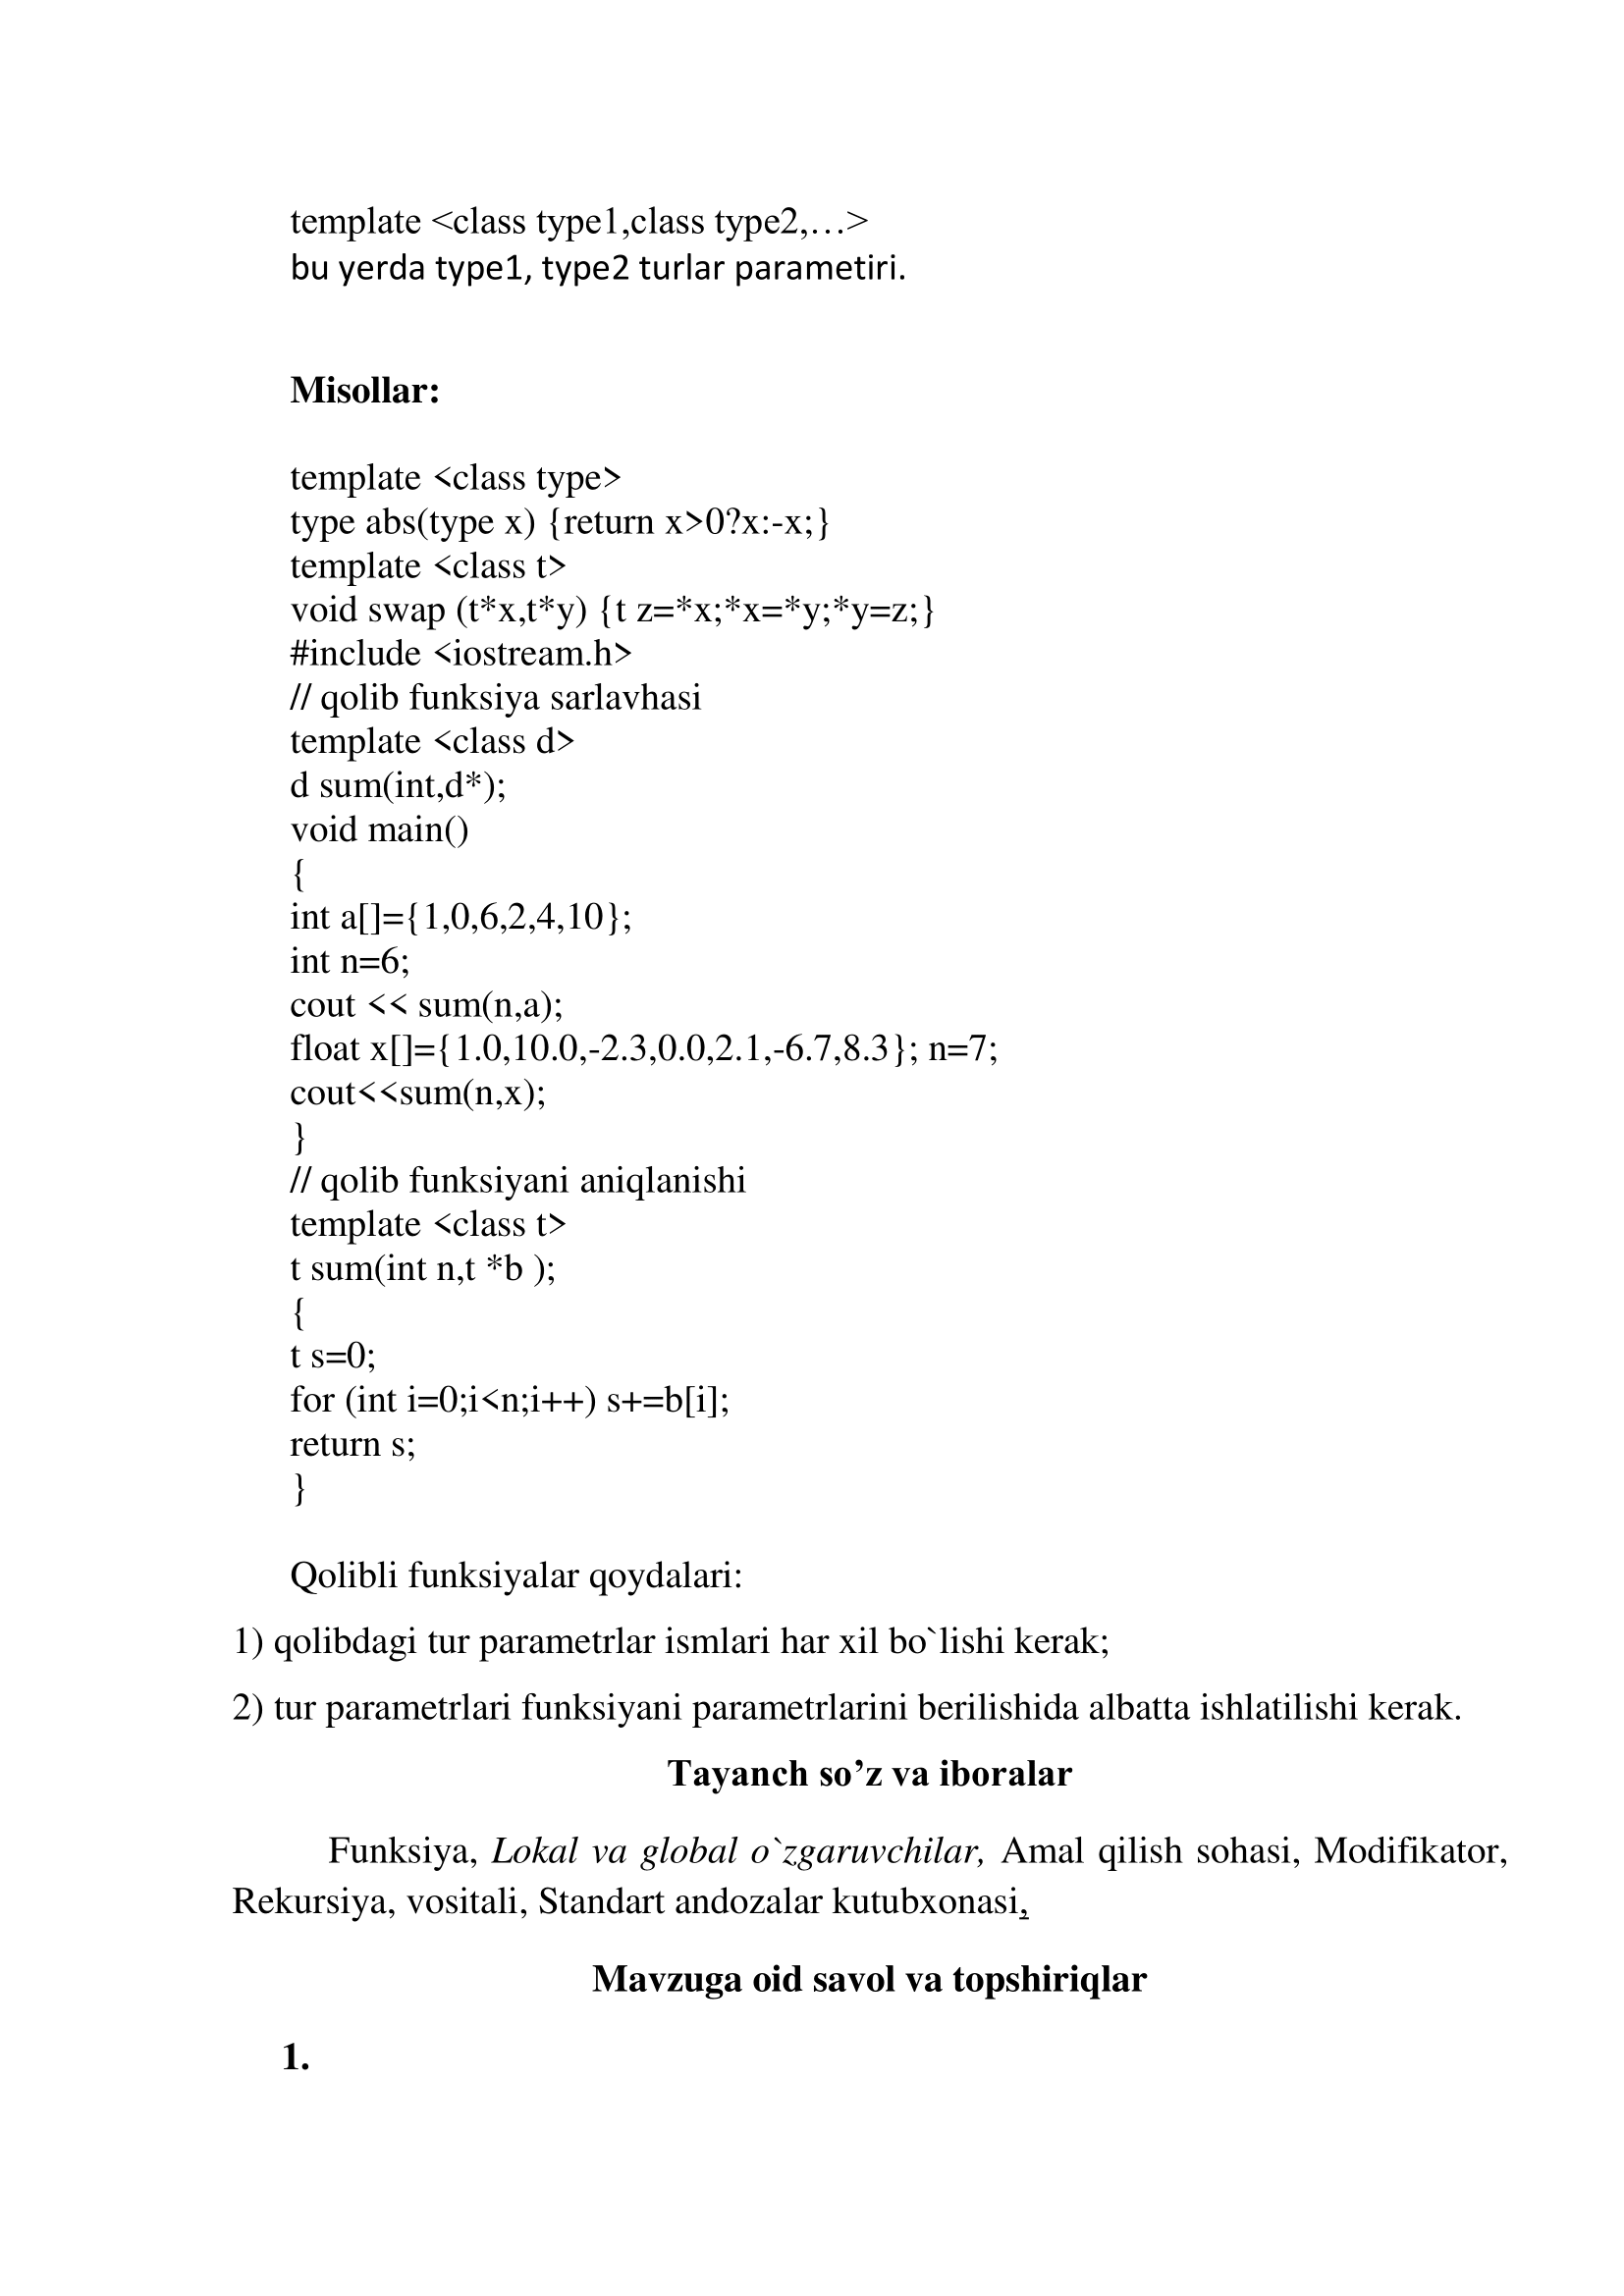 template <class type1,class type2,…>
bu yerda type1, type2 turlar parametiri.
Misollar:
template <class type>
type abs(type x) {return x>0?x:-x;}
template <class t>
void swap (t*x,t*y) {t z=*x;*x=*y;*y=z;}
#include <iostream.h>
// qolib funksiya sarlavhasi
template <class d>
d sum(int,d*);
void main()
{
int a[]={1,0,6,2,4,10};
int n=6;
cout << sum(n,a);
float x[]={1.0,10.0,-2.3,0.0,2.1,-6.7,8.3}; n=7;
cout<<sum(n,x);
}
// qolib funksiyani aniqlanishi
template <class t>
t sum(int n,t *b );
{
t s=0;
for (int i=0;i<n;i++) s+=b[i];
return s;
}
Qolibli funksiyalar qoydalari:
1) qolibdagi tur parametrlar ismlari har xil bo`lishi kerak;
2) tur parametrlari funksiyani parametrlarini berilishida albatta ishlatilishi kerak.
Tayanch so’z va iboralar
Funksiya, Lokal va global o`zgaruvchilar, Amal qilish sohasi, Modifikator,
Rekursiya, vositali, Standart andozalar kutubxonasi,
Mavzuga oid savol va topshiriqlar
1.